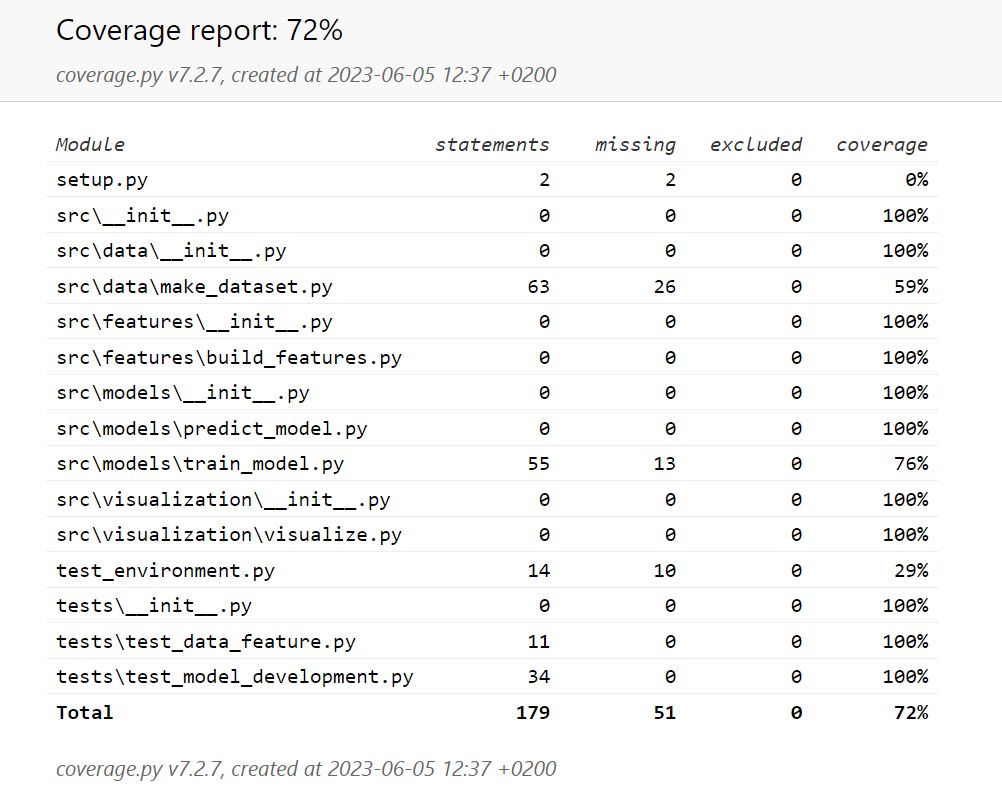 Coverage report: 72%
coverage.py v7.2.7, created at 2023-06-05 12:37 +0200
Module statements missing excluded coverage
setup.py 2 2 0 0%
src\__init__.py 0 0 0 100%
src\data\__init__.py 0 0 0 100%
src\data\make_dataset.py 63 26 0 59%
src\features\__init__.py 0 0 0 100%
src\features\build_features.py 0 0 0 100%
src\models\__init__.py 0 0 0 100%
src\models\predict_model.py 0 0 0 100%
src\models\train_model.py 55 13 0 76%
src\visualization\__init__.py 0 0 0 100%
src\visualization\visualize.py 0 0 0 100%
test_environment.py 14 10 0 29%
tests\__init__.py 0 0 0 100%
tests\test_data_feature.py 11 0 0 100%
tests\test_model_development.py 34 0 0 100%
Total 179 51 0 72%
coverage.py v7.2.7, created at 2023-06-05 12:37 +0200